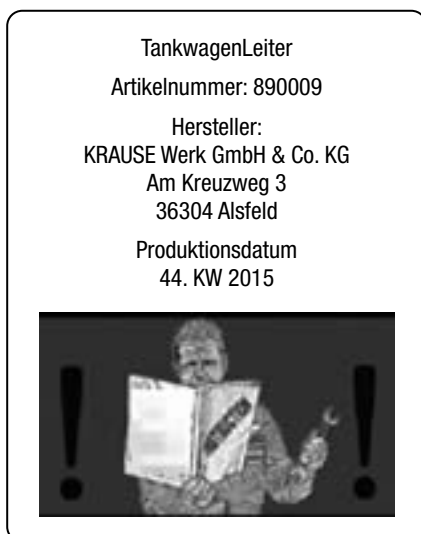 TankwagenLeiter
Artikelnummer: 890009
Hersteller:
KRAUSE Werk GmbH & Co. KG
Am Kreuzweg 3
36304 Alsfeld
Produktionsdatum
44. KW 2015
! !